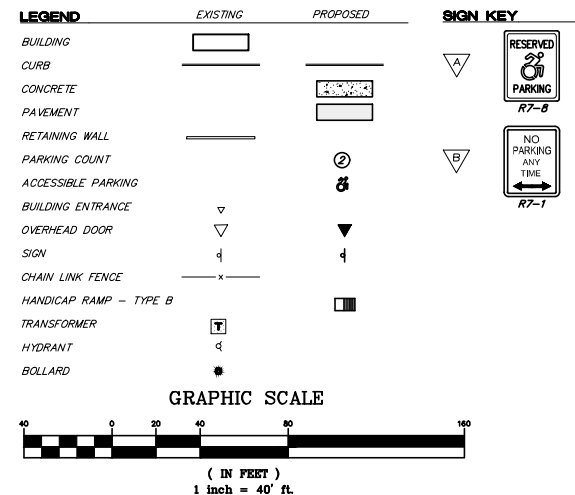 LEGEND EXISTING PROPOSED
BUILDING
CURB
CONCRETE
PAVEMENT
RETAINING WALL
PARKING COUNT 2
ACCESSIBLE PARKING
BUILDING ENTRANCE
OVERHEAD DOOR
SIGN
CHAIN LINK FENCE x
HANDICAP RAMP – TYPE B
TRANSFORMER T
HYDRANT
BOLLARD
SIGN KEY
A
RESERVED
PARKING
R7-8
B
NO
PARKING
ANY
TIME
R7-1
GRAPHIC SCALE
40 0 20 40 80 160
( IN FEET )
1 inch = 40' ft.